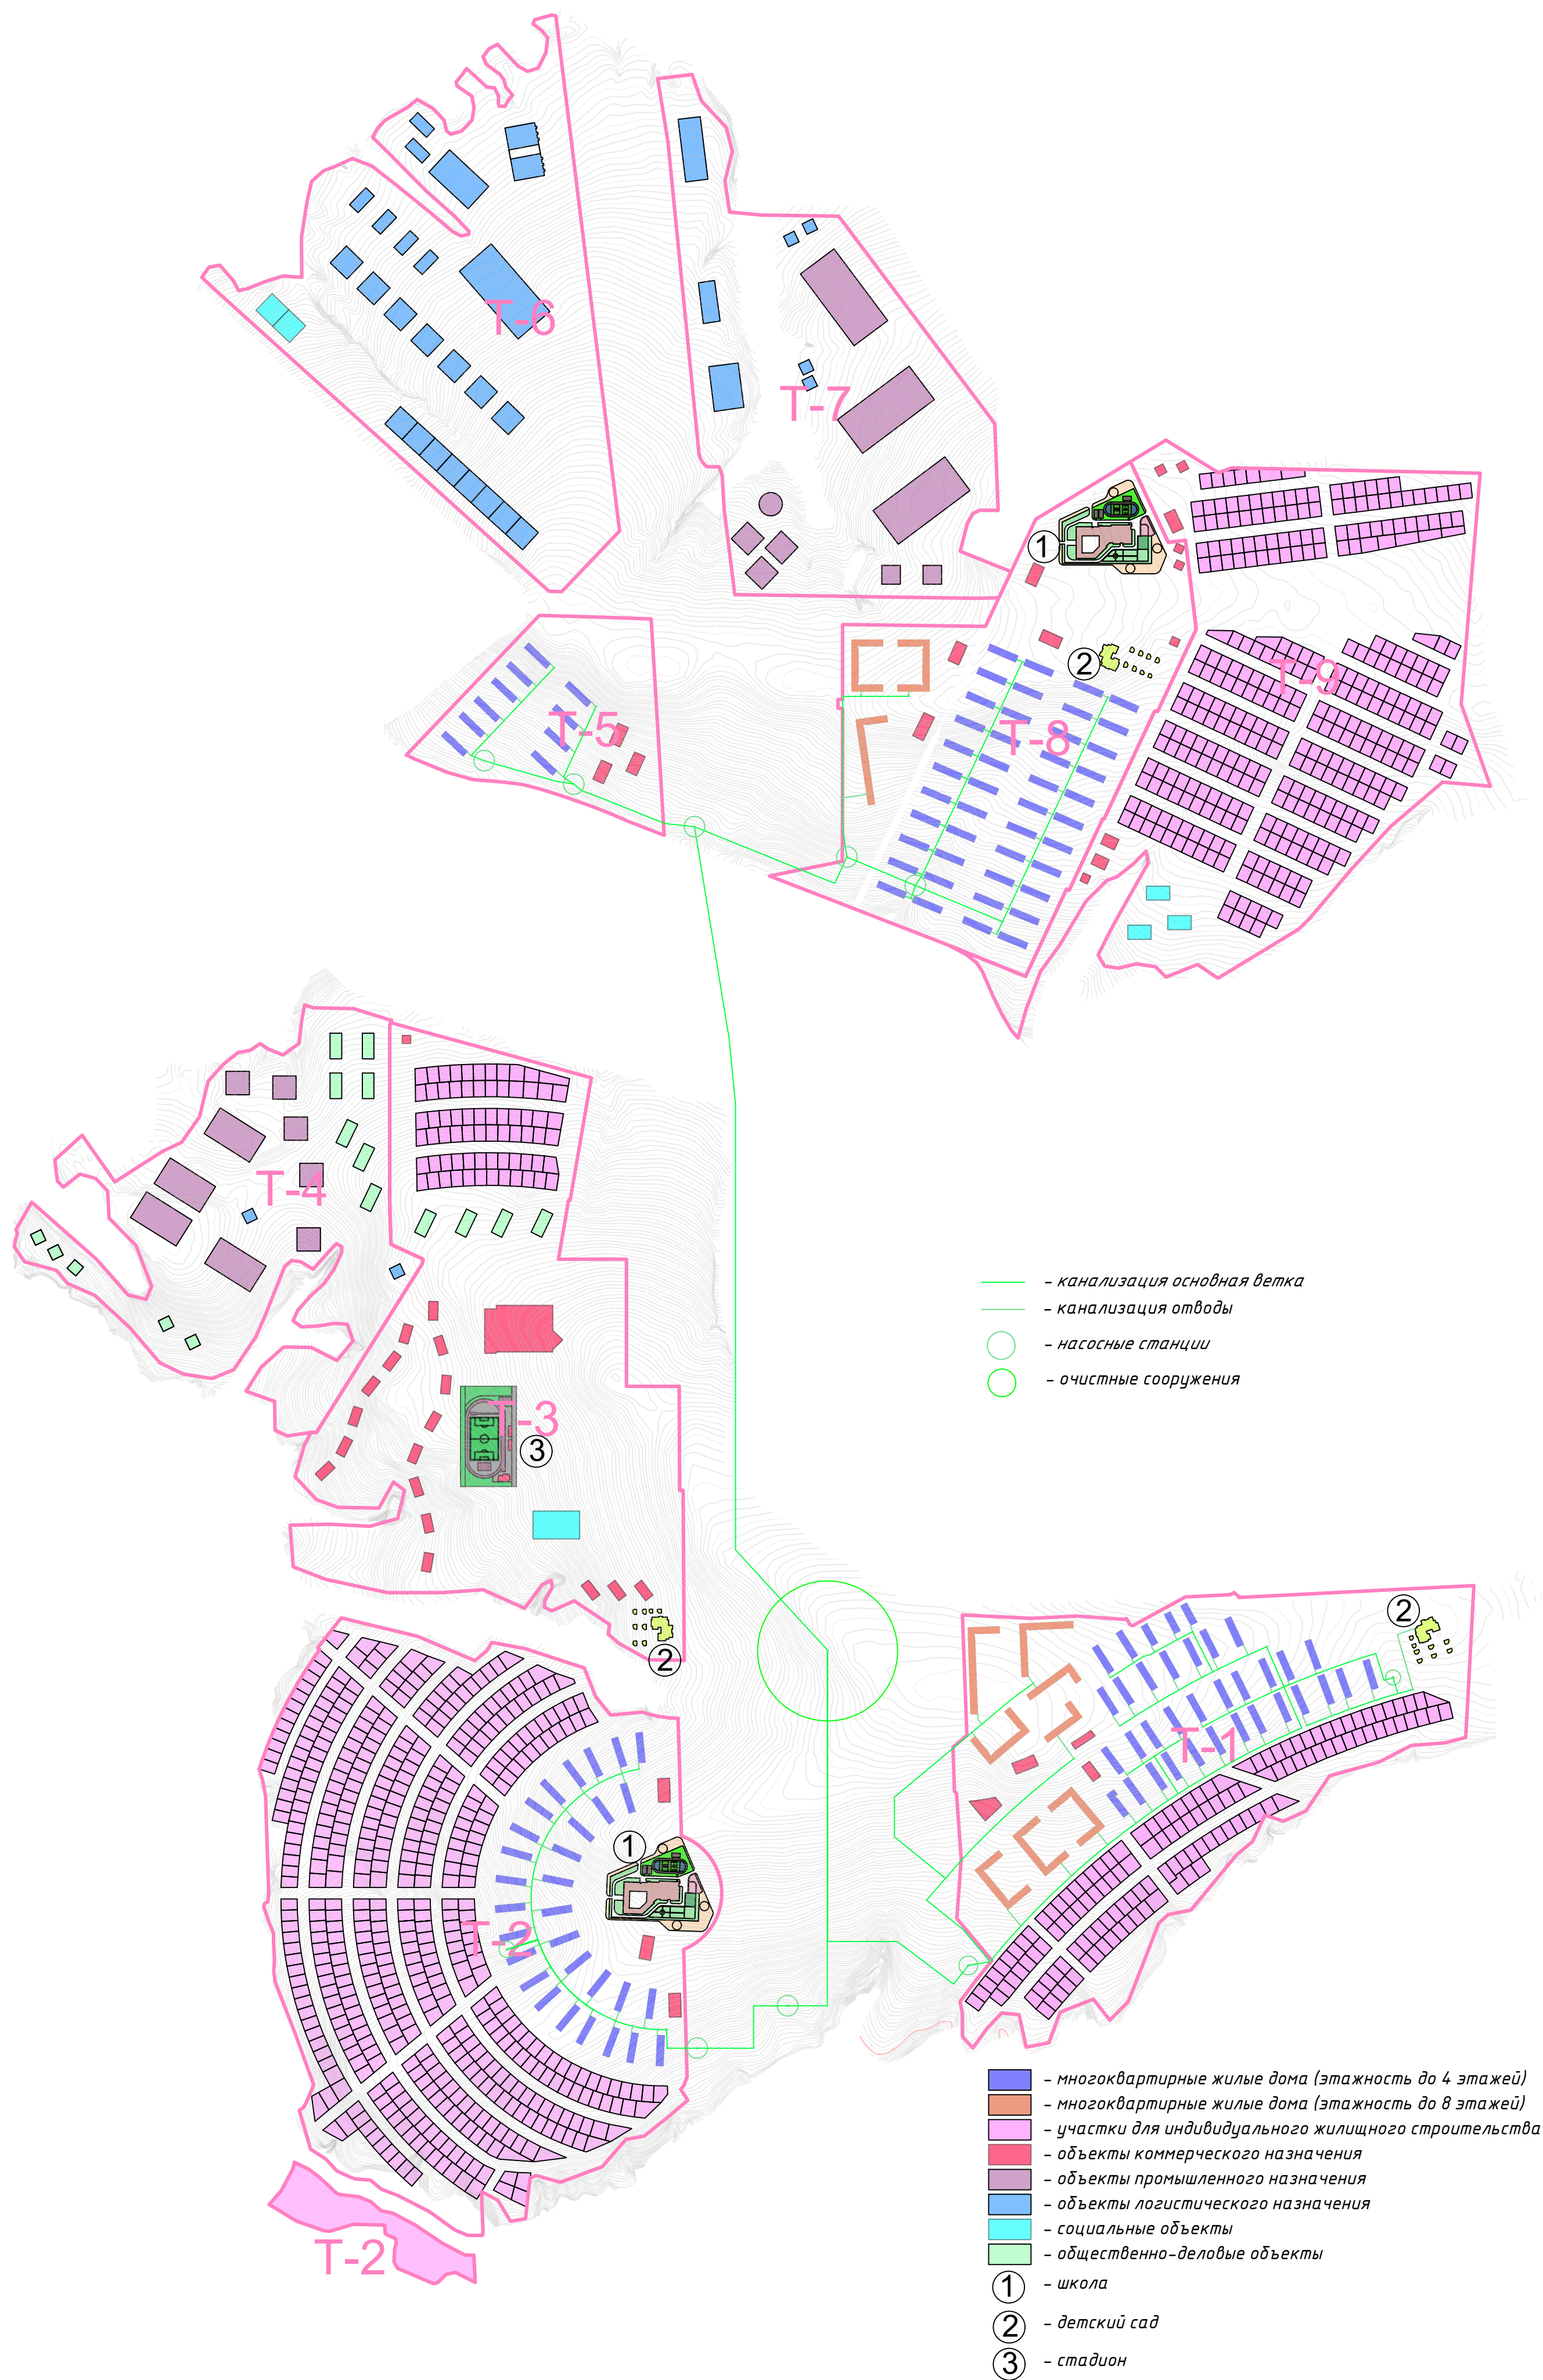 Т-6
Т-7
1
2
Т-9
Т-5
Т-8
Т-4
- канализация основная ветка
- канализация отводы
- насосные станции
- очистные сооружения
Т-3
3
2
2
Т-1
1
Т-2
- многоквартирные жилые дома (этажность до 4 этажей)
- многоквартирные жилые дома (этажность до 8 этажей)
- участки для индивидуального жилищного строительства
- объекты коммерческого назначения
- объекты промышленного назначения
- объекты логистического назначения
- социальные объекты
- общественно-деловые объекты
Т-2
1 - школа
2 - детский сад
3 - стадион